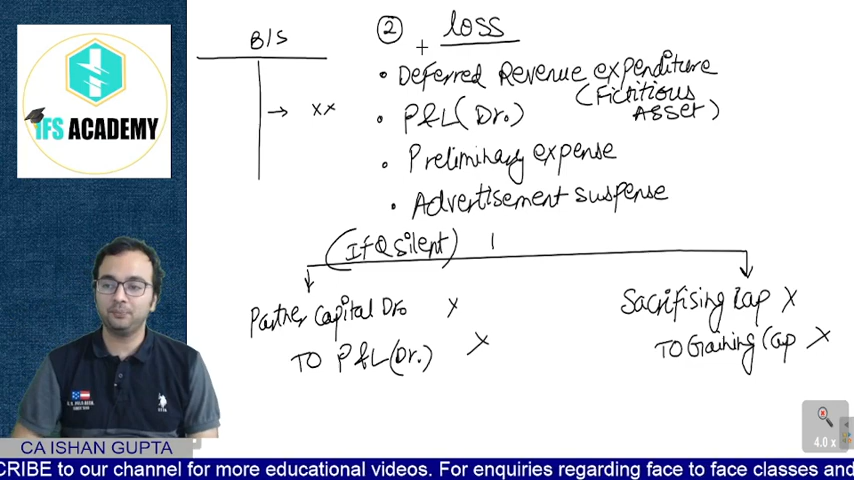 B/S
→ xx
② loss
+
• Deferred Revenue expenditure
(Fictitious
ASSET)
• P&L (Dr.)
• Preliminary expense
• Advertisement suspense
(If Q Silent)
Partner Capital Dr. x
To P&L (Dr.) x
Sacrifising Cap x
To Gaining Cap x
IFS ACADEMY
U.S. POLO ASSN.
CA ISHAN GUPTA
4.0 x
CRIBE to our channel for more educational videos. For enquiries regarding face to face classes and